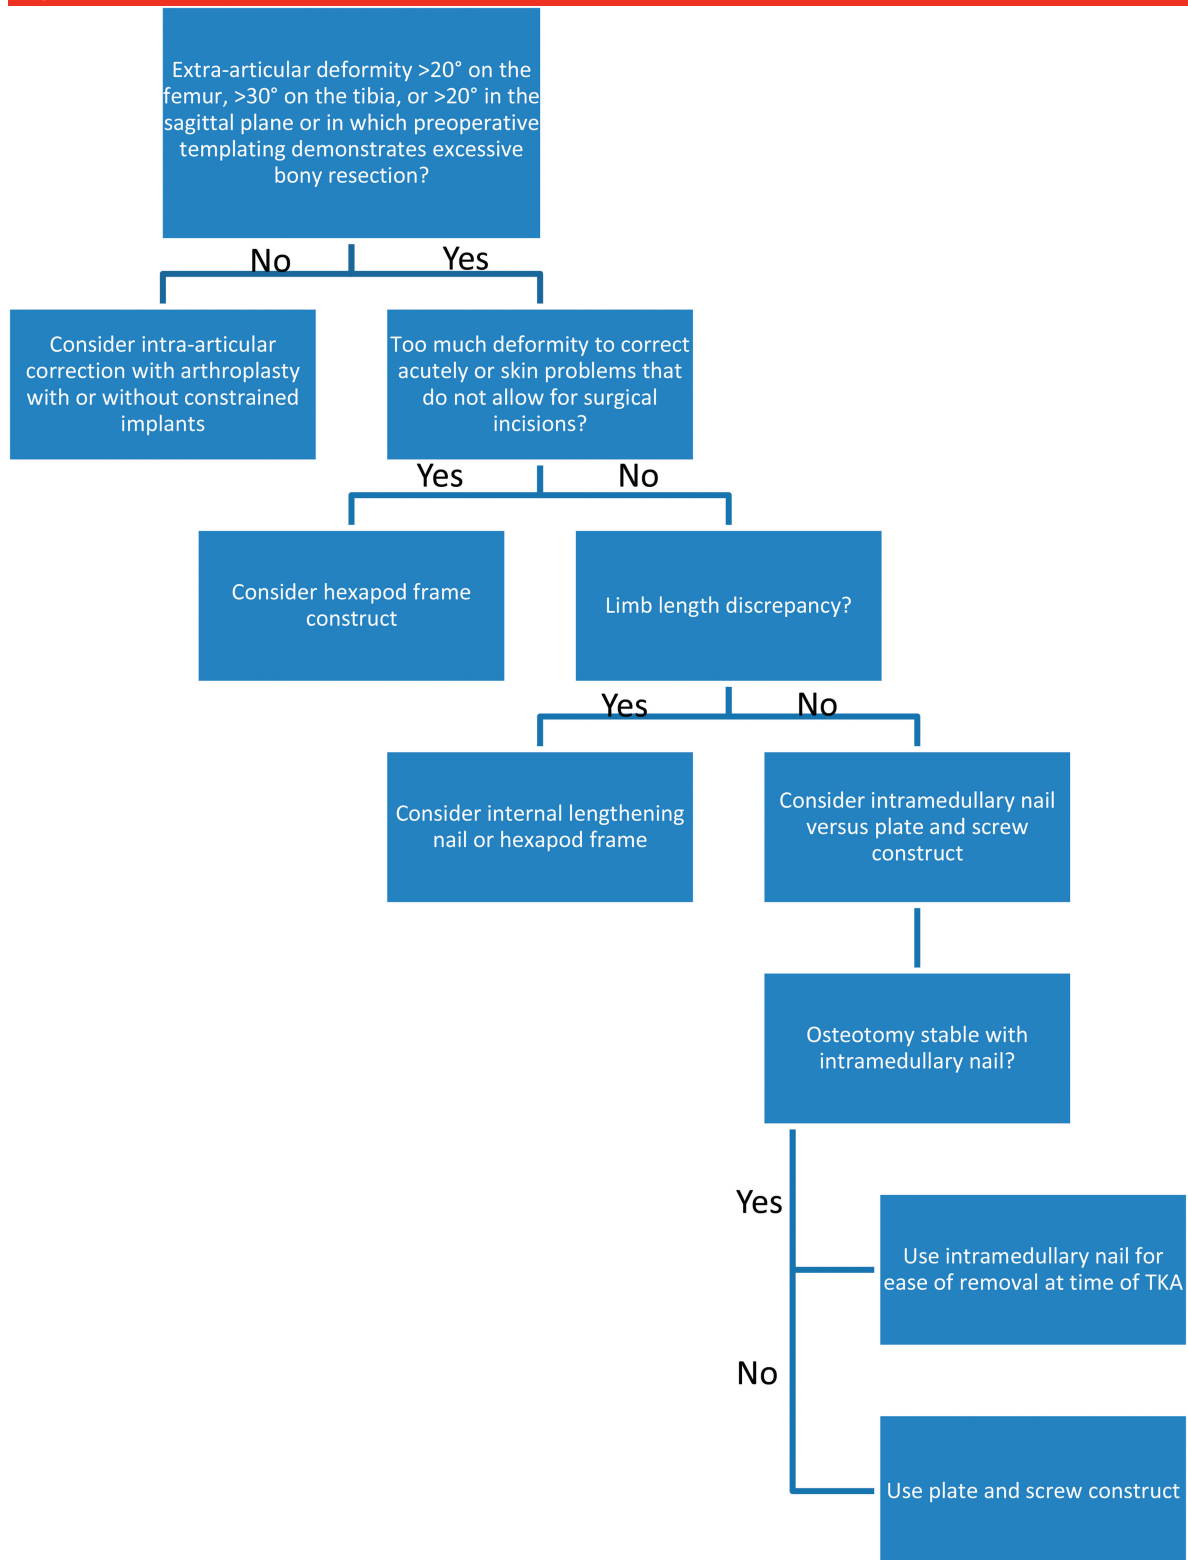 Extra-articular deformity >20° on the
femur, >30° on the tibia, or >20° in the
sagittal plane or in which preoperative
templating demonstrates excessive
bony resection?
No
Yes
Consider intra-articular
correction with arthroplasty
with or without constrained
implants
Too much deformity to correct
acutely or skin problems that
do not allow for surgical
incisions?
Yes
No
Consider hexapod frame
construct
Limb length discrepancy?
Yes
No
Consider internal lengthening
nail or hexapod frame
Consider intramedullary nail
versus plate and screw
construct
Osteotomy stable with
intramedullary nail?
Yes
Use intramedullary nail for
ease of removal at time of TKA
No
Use plate and screw construct